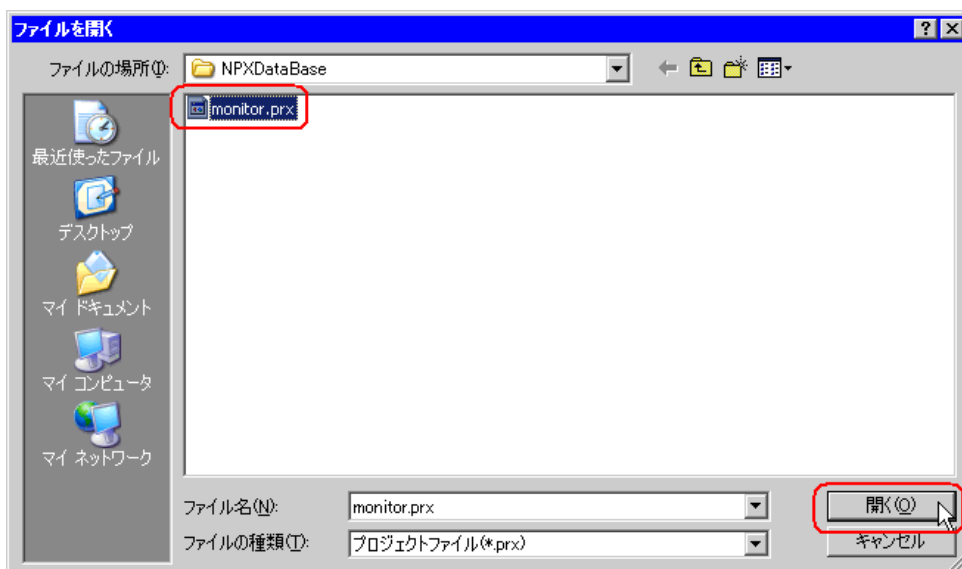 ファイルを開く
ファイルの場所(I):
NPXDataBase
monitor.prx
最近使ったファイル
デスクトップ
マイ ドキュメント
マイ コンピュータ
マイ ネットワーク
ファイル名(N):
monitor.prx
開く(O)
ファイルの種類(T):
プロジェクトファイル(*.prx)
キャンセル